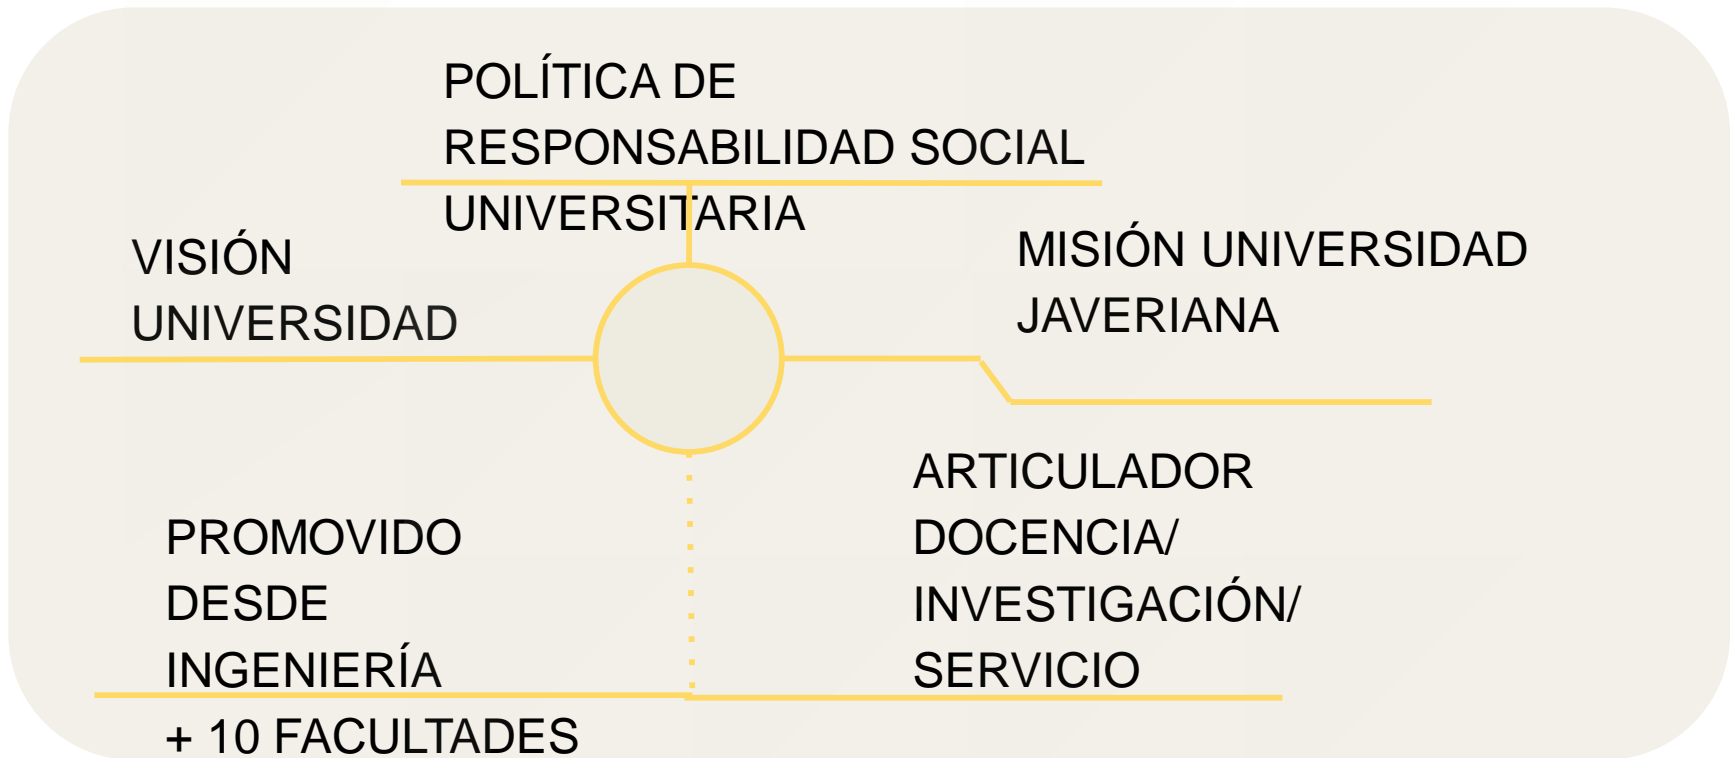 POLÍTICA DE
RESPONSABILIDAD SOCIAL
UNIVERSITARIA
VISIÓN
UNIVERSIDAD
MISIÓN UNIVERSIDAD
JAVERIANA
PROMOVIDO
DESDE
INGENIERÍA
+ 10 FACULTADES
ARTICULADOR
DOCENCIA/
INVESTIGACIÓN/
SERVICIO